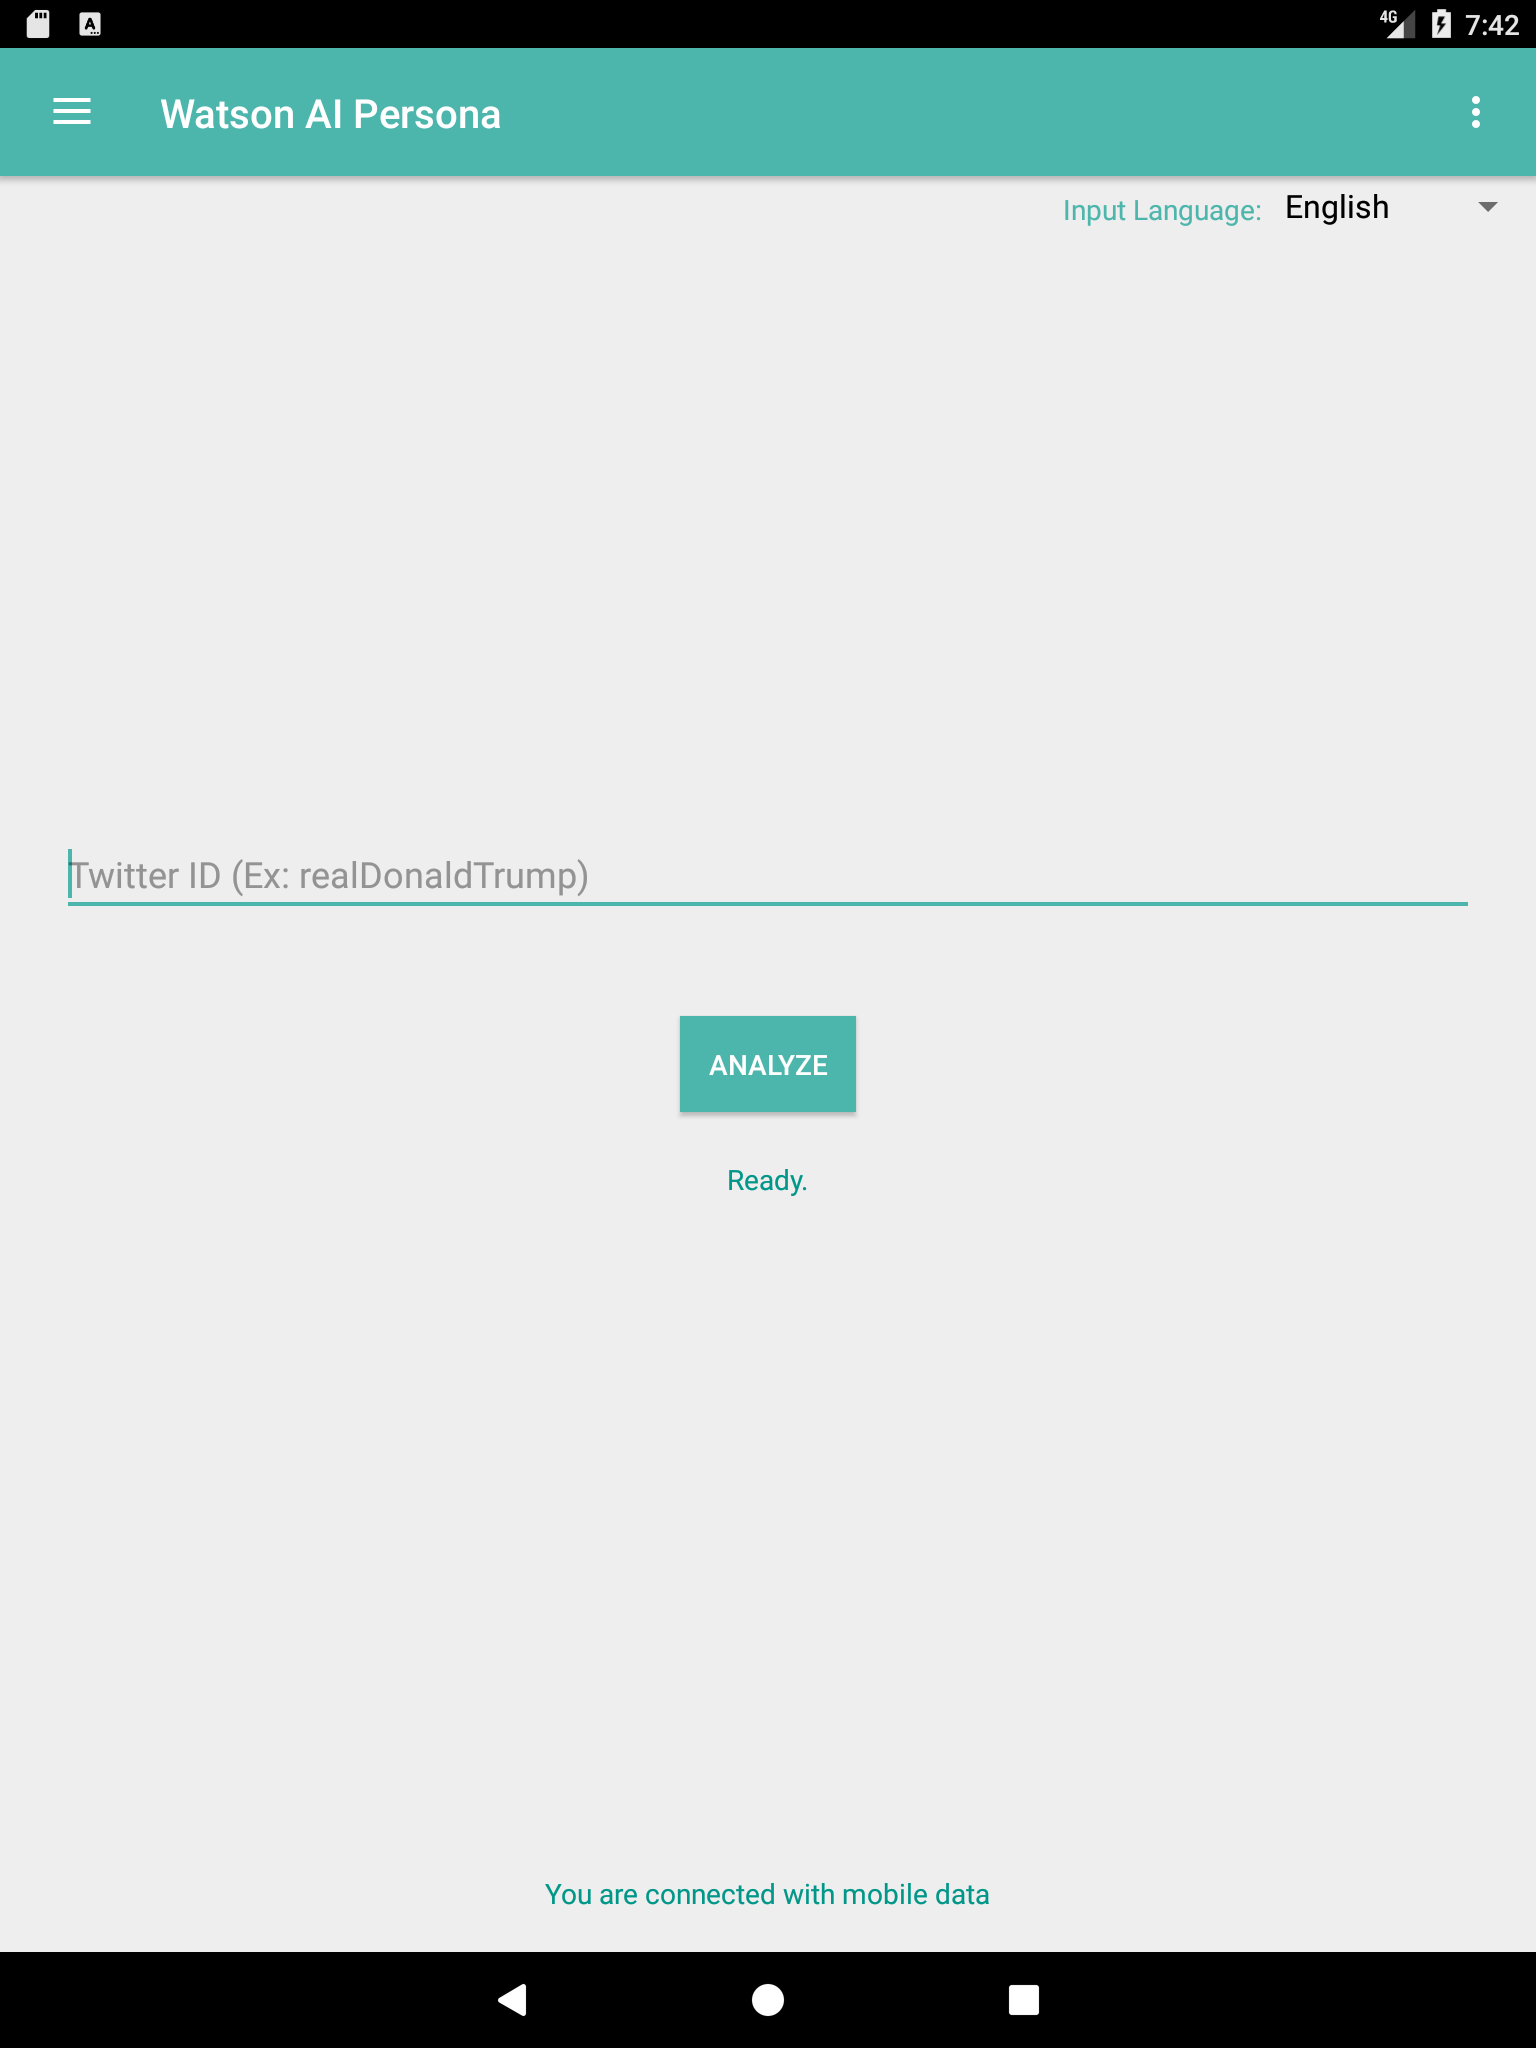 4G 7:42
Watson AI Persona
Input Language: English
Twitter ID (Ex: realDonaldTrump)
ANALYZE
Ready.
You are connected with mobile data